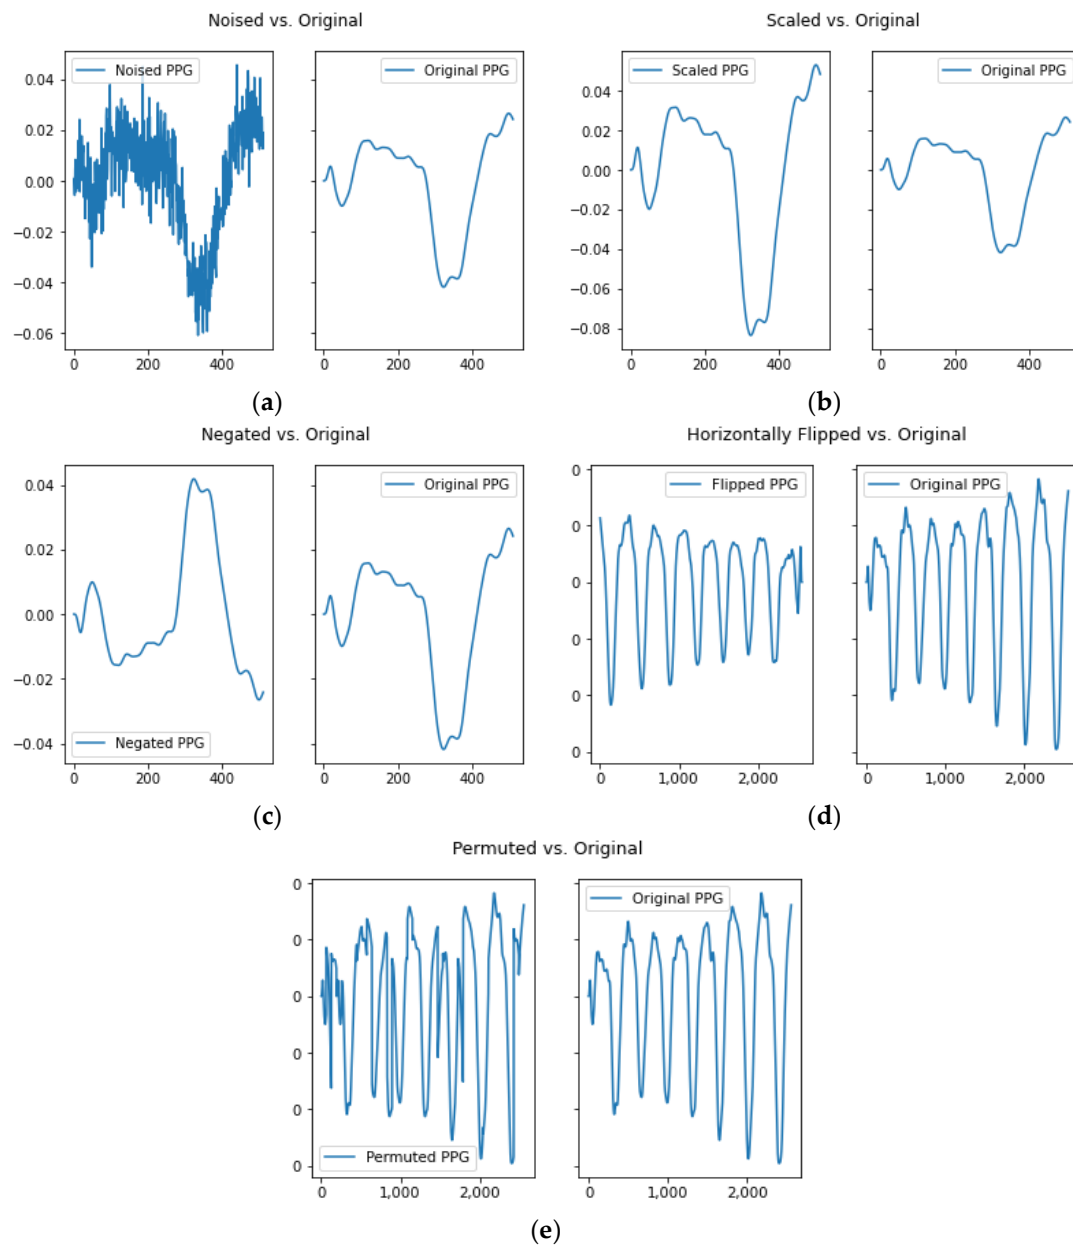 Noised vs. Original
Scaled vs. Original
Noised PPG
Original PPG
0.04
0.02
0.00
−0.02
−0.04
−0.06
0 200 400
0 200 400
Scaled PPG
Original PPG
0.04
0.02
0.00
−0.02
−0.04
−0.06
−0.08
0 200 400
0 200 400
(a)
(b)
Negated vs. Original
Horizontally Flipped vs. Original
Original PPG
0.04
0.02
0.00
−0.02
−0.04
Negated PPG
0 200 400
0 200 400
Flipped PPG
Original PPG
0
0
0
0
0
0
0 1,000 2,000
0 1,000 2,000
(c)
(d)
Permuted vs. Original
Original PPG
0
0
0
0
0
0
Permuted PPG
0 1,000 2,000
0 1,000 2,000
(e)